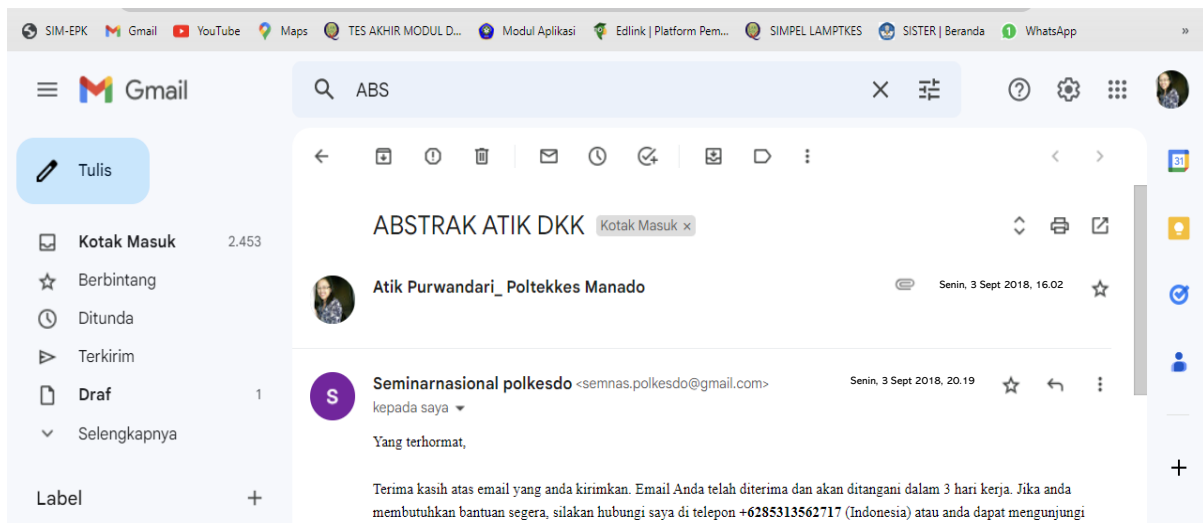 SIM-EPK Gmail YouTube Maps TES AKHIR MODUL D... Modul Aplikasi Edlink | Platform Pem... SIMPEL LAMPTKES SISTER | Beranda WhatsApp »
Gmail ABS
Tulis
31
ABSTRAK ATIK DKK Kotak Masuk ×
Kotak Masuk 2.453
Berbintang
Atik Purwandari_ Poltekkes Manado Senin, 3 Sept 2018, 16.02
Ditunda
Terkirim
Draf 1
S Seminarnasional polkesdo <semnas.polkesdo@gmail.com> Senin, 3 Sept 2018, 20.19
kepada saya
Selengkapnya
Yang terhormat,
Label +
Terima kasih atas email yang anda kirimkan. Email Anda telah diterima dan akan ditangani dalam 3 hari kerja. Jika anda
membutuhkan bantuan segera, silakan hubungi saya di telepon +6285313562717 (Indonesia) atau anda dapat mengunjungi